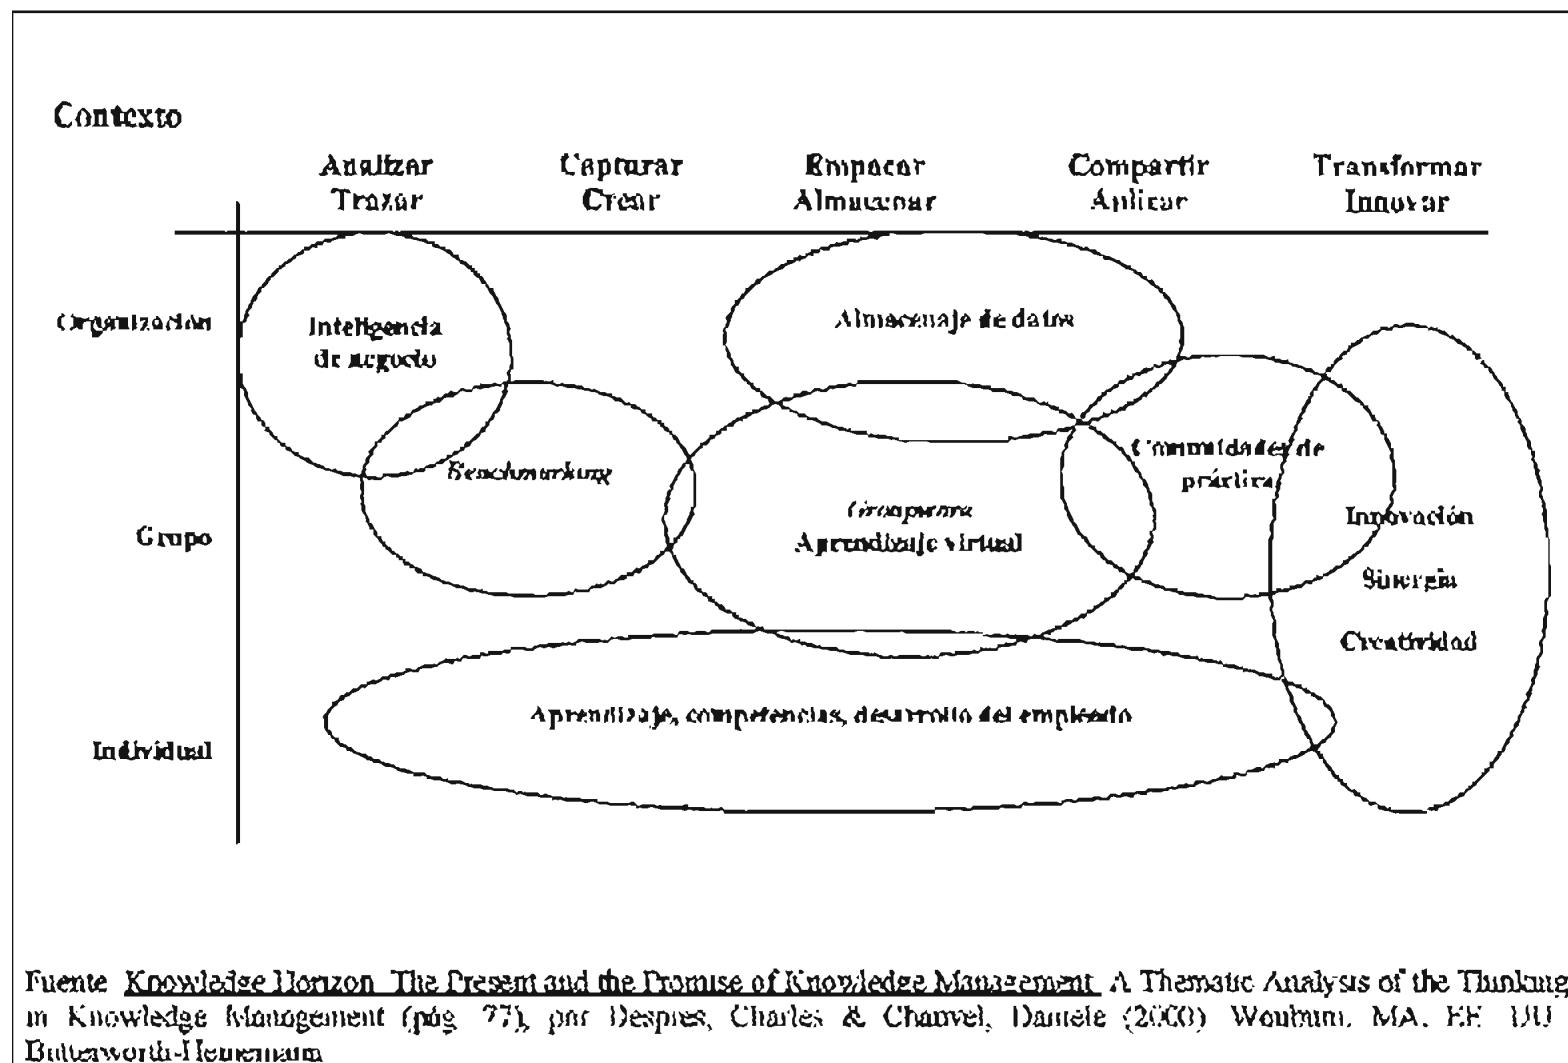 Contexto
Analizar Capturar Empacar Compartir Transformar
Trazar Crear Almacenar Aplicar Innovar
Organización
Inteligencia
de negocio
Almacenaje de datos
Benchmarking
Comunidades de
práctica
Grupo
Groupware
Aprendizaje virtual
Innovación
Sinergia
Creatividad
Individual
Aprendizaje, competencias, desarrollo del empleado
Fuente Knowledge Horizon The Present and the Promise of Knowledge Management A Thematic Analysis of the Thinking
in Knowledge Management (pág 77), por Despres, Charles & Chauvel, Daniele (2000) Wouburn, MA, EE UU
Butterworth-Heinemann